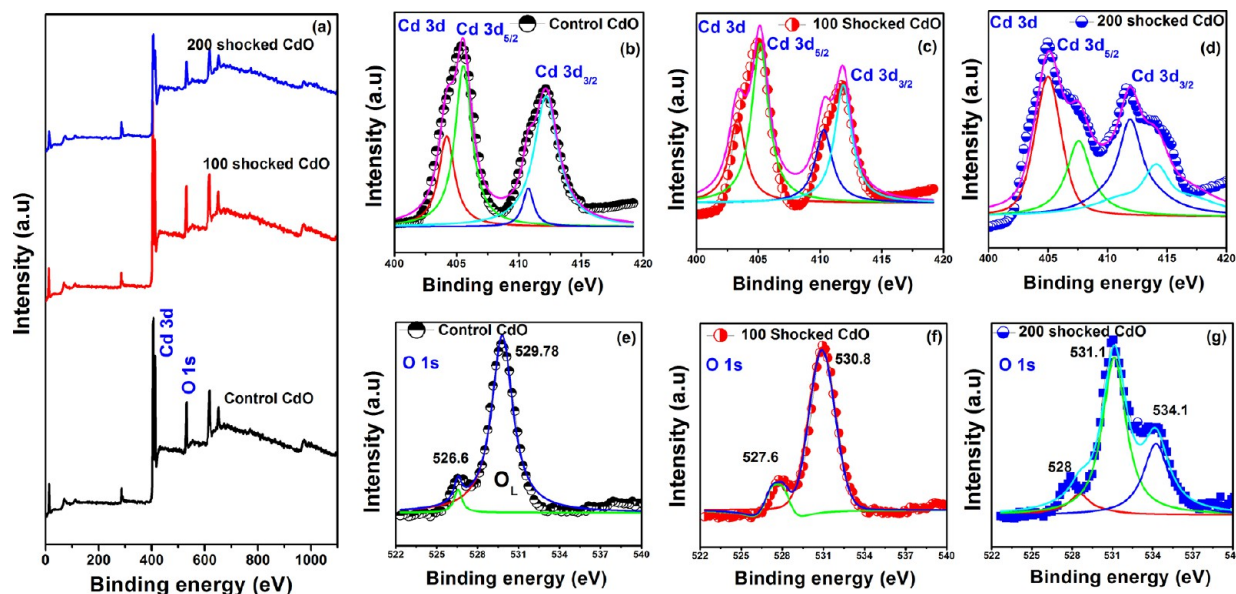 (a)
200 shocked CdO
100 shocked CdO
Cd 3d
O 1s
Control CdO
Intensity (a.u)
0 200 400 600 800 1000
Binding energy (eV)
Control CdO
Cd 3d
Cd 3d5/2
(b)
Cd 3d3/2
Intensity (a.u)
400 405 410 415 420
Binding energy (eV)
100 Shocked CdO
Cd 3d
Cd 3d5/2
(c)
Cd 3d3/2
Intensity (a.u)
400 405 410 415 420
Binding energy (eV)
200 shocked CdO
Cd 3d
Cd 3d5/2
(d)
Cd 3d3/2
Intensity (a.u)
400 405 410 415 420
Binding energy (eV)
Control CdO
(e)
529.78
O 1s
526.6
OL
Intensity (a.u)
522 525 528 531 534 537 540
Binding energy (eV)
100 Shocked CdO
(f)
530.8
O 1s
527.6
Intensity (a.u)
522 525 528 531 534 537 540
Binding energy (eV)
200 shocked CdO
(g)
531.1
O 1s
534.1
528
Intensity (a.u)
522 525 528 531 534 537 54
Binding energy (eV)